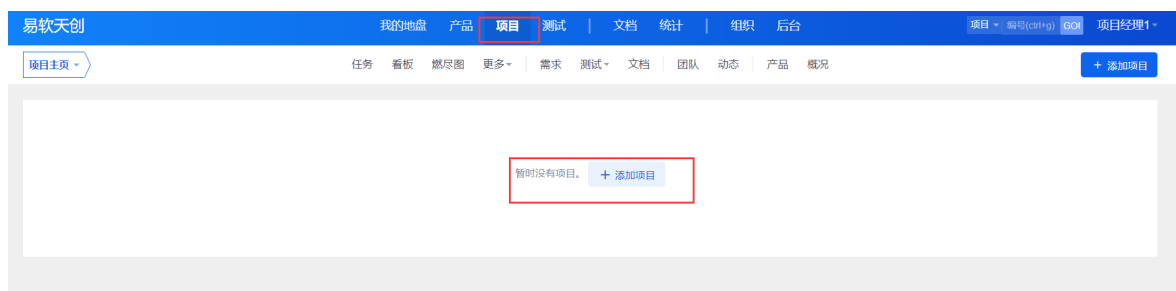 易软天创 我的地盘 产品 项目 测试 | 文档 统计 | 组织 后台 项目 编号(ctrl+g) GO! 项目经理1
项目主页 任务 看板 燃尽图 更多 需求 测试 文档 团队 动态 产品 概况 + 添加项目
暂时没有项目。 + 添加项目